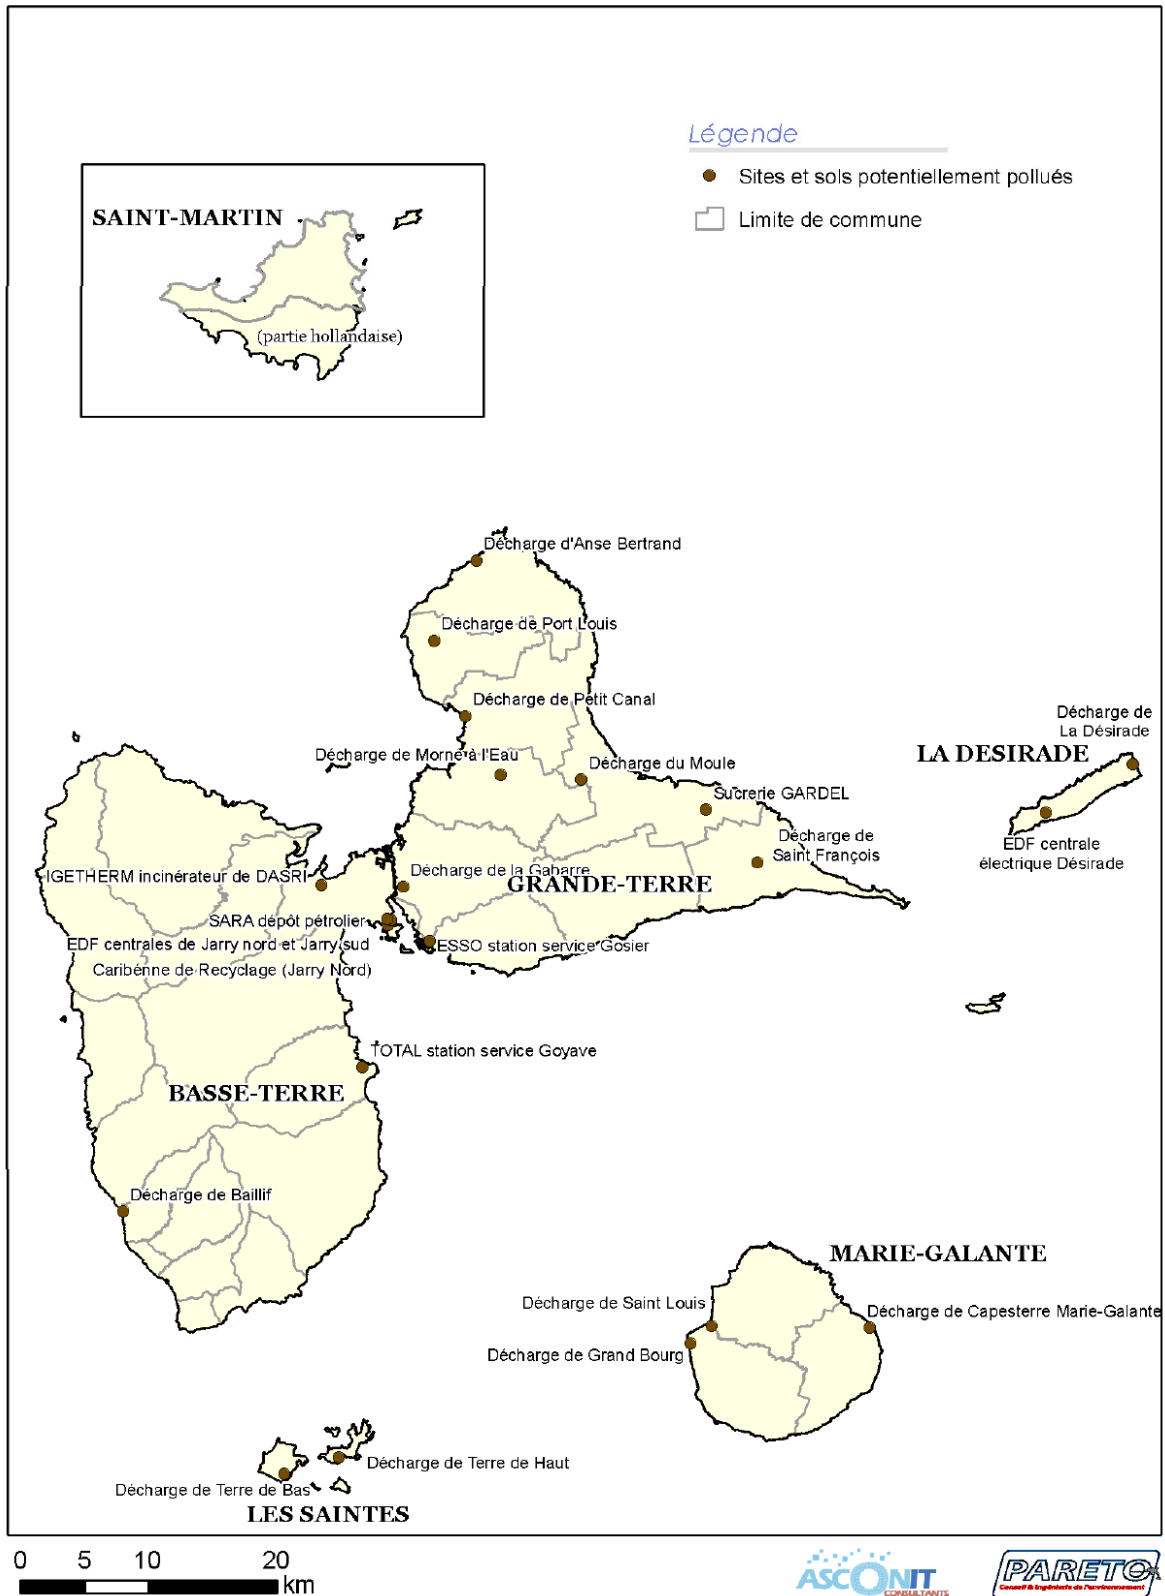 Légende
Sites et sols potentiellement pollués
Limite de commune
SAINT-MARTIN
(partie hollandaise)
Décharge d'Anse Bertrand
Décharge de Port Louis
Décharge de Petit Canal
Décharge de Morne à l'Eau
Décharge du Moule
Sucrerie GARDEL
Décharge de
Saint François
Décharge de
La Désirade
LA DESIRADE
EDF centrale
électrique Désirade
IGETHERM incinérateur de DASRI
Décharge de la Gabarre
GRANDE-TERRE
SARA dépôt pétrolier
EDF centrales de Jarry nord et Jarry sud
ESSO station service Gosier
Caribénne de Recyclage (Jarry Nord)
TOTAL station service Goyave
BASSE-TERRE
Décharge de Baillif
MARIE-GALANTE
Décharge de Saint Louis
Décharge de Capesterre Marie-Galante
Décharge de Grand Bourg
Décharge de Terre de Haut
Décharge de Terre de Bas
LES SAINTES
0 5 10 20
km
ASCONIT
CONSULTANTS
PARETO
Conseil & Ingénierie de l'environnement